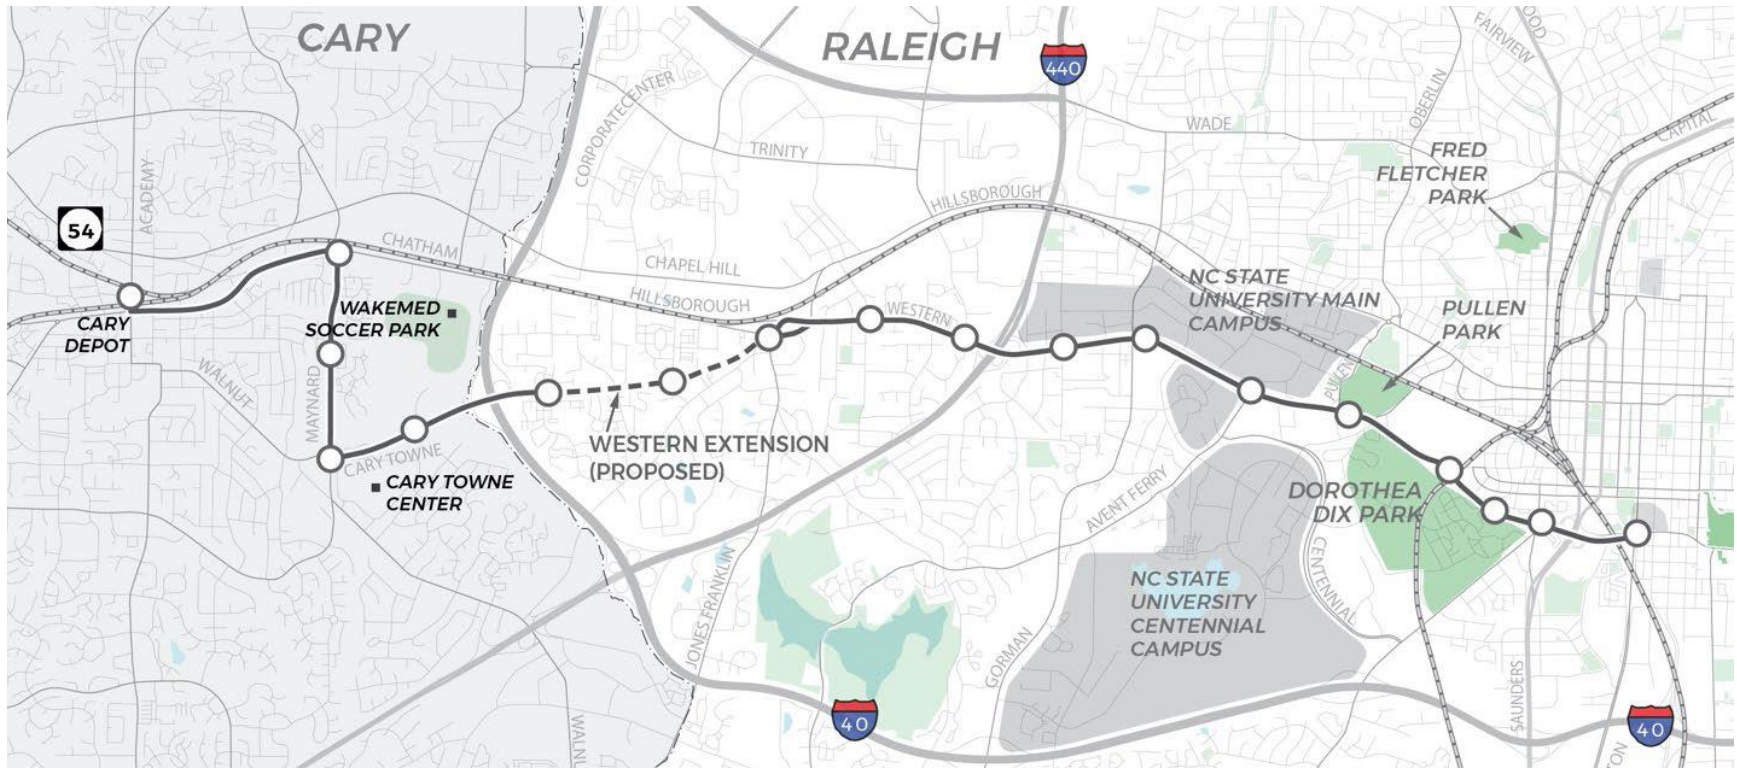 CARY
RALEIGH
440
FAIRVIEW
OBERLIN
WADE
CAPITAL
CORPORATECENTER
TRINITY
FRED
FLETCHER
PARK
ACADEMY
54
HILLSBOROUGH
CHATHAM
CHAPEL HILL
HILLSBOROUGH
NC STATE
UNIVERSITY MAIN
CAMPUS
WAKEMED
SOCCER PARK
CARY
DEPOT
WESTERN
PULLEN
PARK
WALNUT
MAYNARD
PULLEN
WESTERN EXTENSION
(PROPOSED)
CARY TOWNE
CARY TOWNE
CENTER
AVENT FERRY
DOROTHEA
DIX PARK
JONES FRANKLIN
CENTENNIAL
NC STATE
UNIVERSITY
CENTENNIAL
CAMPUS
GORMAN
SAUNDERS
40
40